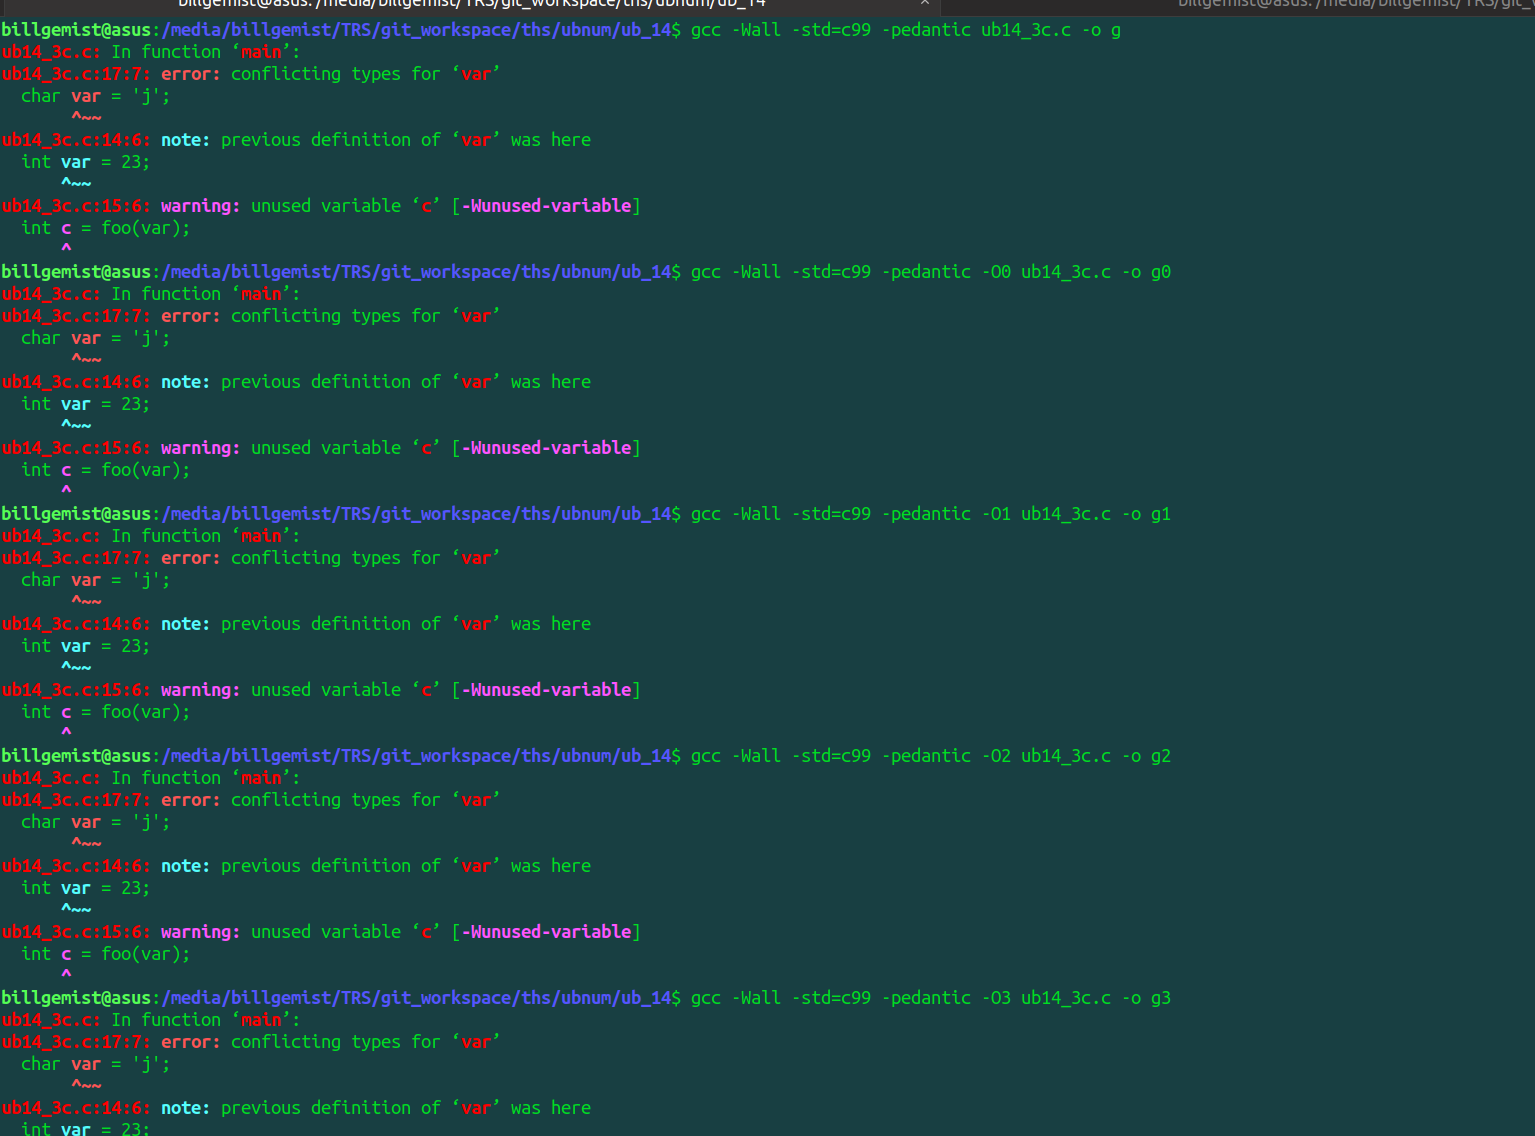 billgemist@asus: /media/billgemist/TRS/git_workspace/ths/ubnum/ub_14 × billgemist@asus: /media/billgemist/TRS/git_
billgemist@asus:/media/billgemist/TRS/git_workspace/ths/ubnum/ub_14$ gcc -Wall -std=c99 -pedantic ub14_3c.c -o g
ub14_3c.c: In function ‘main’:
ub14_3c.c:17:7: error: conflicting types for ‘var’
  char var = 'j';
       ^~~
ub14_3c.c:14:6: note: previous definition of ‘var’ was here
  int var = 23;
      ^~~
ub14_3c.c:15:6: warning: unused variable ‘c’ [-Wunused-variable]
  int c = foo(var);
      ^
billgemist@asus:/media/billgemist/TRS/git_workspace/ths/ubnum/ub_14$ gcc -Wall -std=c99 -pedantic -O0 ub14_3c.c -o g0
ub14_3c.c: In function ‘main’:
ub14_3c.c:17:7: error: conflicting types for ‘var’
  char var = 'j';
       ^~~
ub14_3c.c:14:6: note: previous definition of ‘var’ was here
  int var = 23;
      ^~~
ub14_3c.c:15:6: warning: unused variable ‘c’ [-Wunused-variable]
  int c = foo(var);
      ^
billgemist@asus:/media/billgemist/TRS/git_workspace/ths/ubnum/ub_14$ gcc -Wall -std=c99 -pedantic -O1 ub14_3c.c -o g1
ub14_3c.c: In function ‘main’:
ub14_3c.c:17:7: error: conflicting types for ‘var’
  char var = 'j';
       ^~~
ub14_3c.c:14:6: note: previous definition of ‘var’ was here
  int var = 23;
      ^~~
ub14_3c.c:15:6: warning: unused variable ‘c’ [-Wunused-variable]
  int c = foo(var);
      ^
billgemist@asus:/media/billgemist/TRS/git_workspace/ths/ubnum/ub_14$ gcc -Wall -std=c99 -pedantic -O2 ub14_3c.c -o g2
ub14_3c.c: In function ‘main’:
ub14_3c.c:17:7: error: conflicting types for ‘var’
  char var = 'j';
       ^~~
ub14_3c.c:14:6: note: previous definition of ‘var’ was here
  int var = 23;
      ^~~
ub14_3c.c:15:6: warning: unused variable ‘c’ [-Wunused-variable]
  int c = foo(var);
      ^
billgemist@asus:/media/billgemist/TRS/git_workspace/ths/ubnum/ub_14$ gcc -Wall -std=c99 -pedantic -O3 ub14_3c.c -o g3
ub14_3c.c: In function ‘main’:
ub14_3c.c:17:7: error: conflicting types for ‘var’
  char var = 'j';
       ^~~
ub14_3c.c:14:6: note: previous definition of ‘var’ was here
  int var = 23;